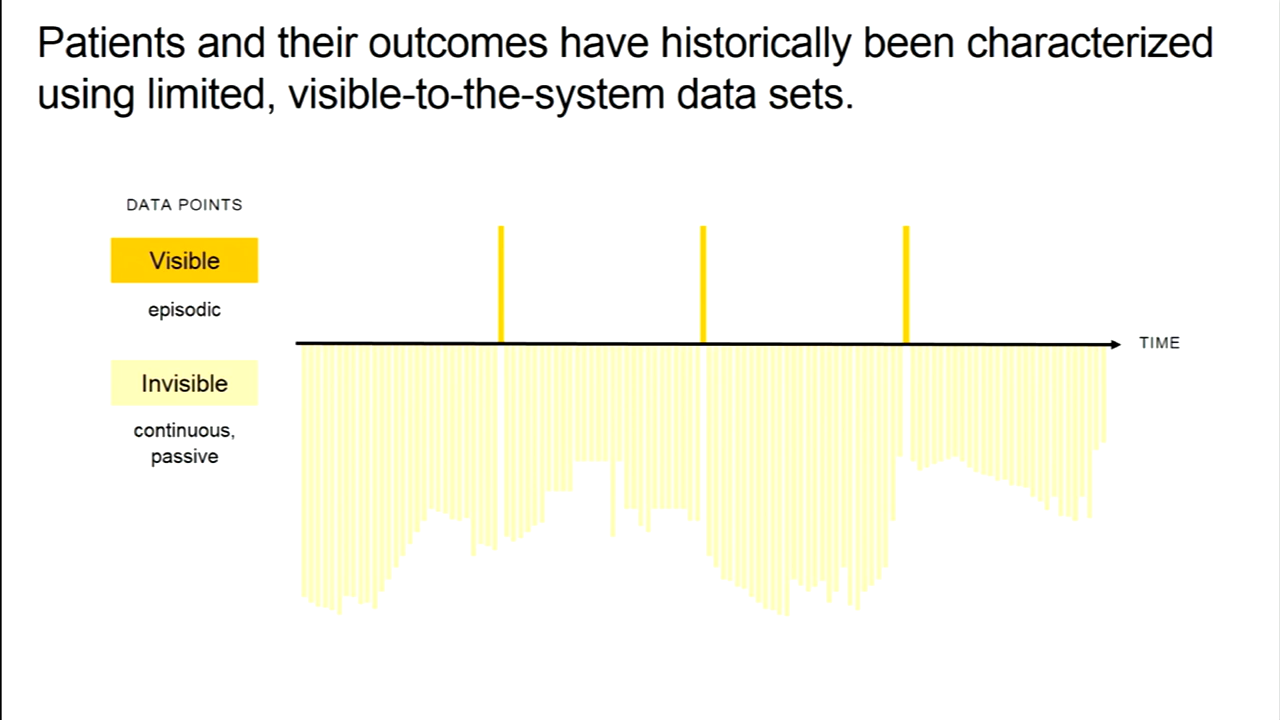 Patients and their outcomes have historically been characterized
using limited, visible-to-the-system data sets.
DATA POINTS
Visible
episodic
Invisible
continuous,
passive
TIME